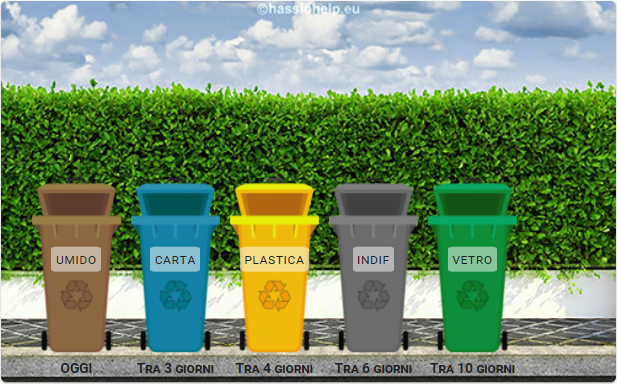 ©hassiohelp.eu
UMIDO
CARTA
PLASTICA
INDIF
VETRO
OGGI
TRA 3 GIORNI
TRA 4 GIORNI
TRA 6 GIORNI
TRA 10 GIORNI